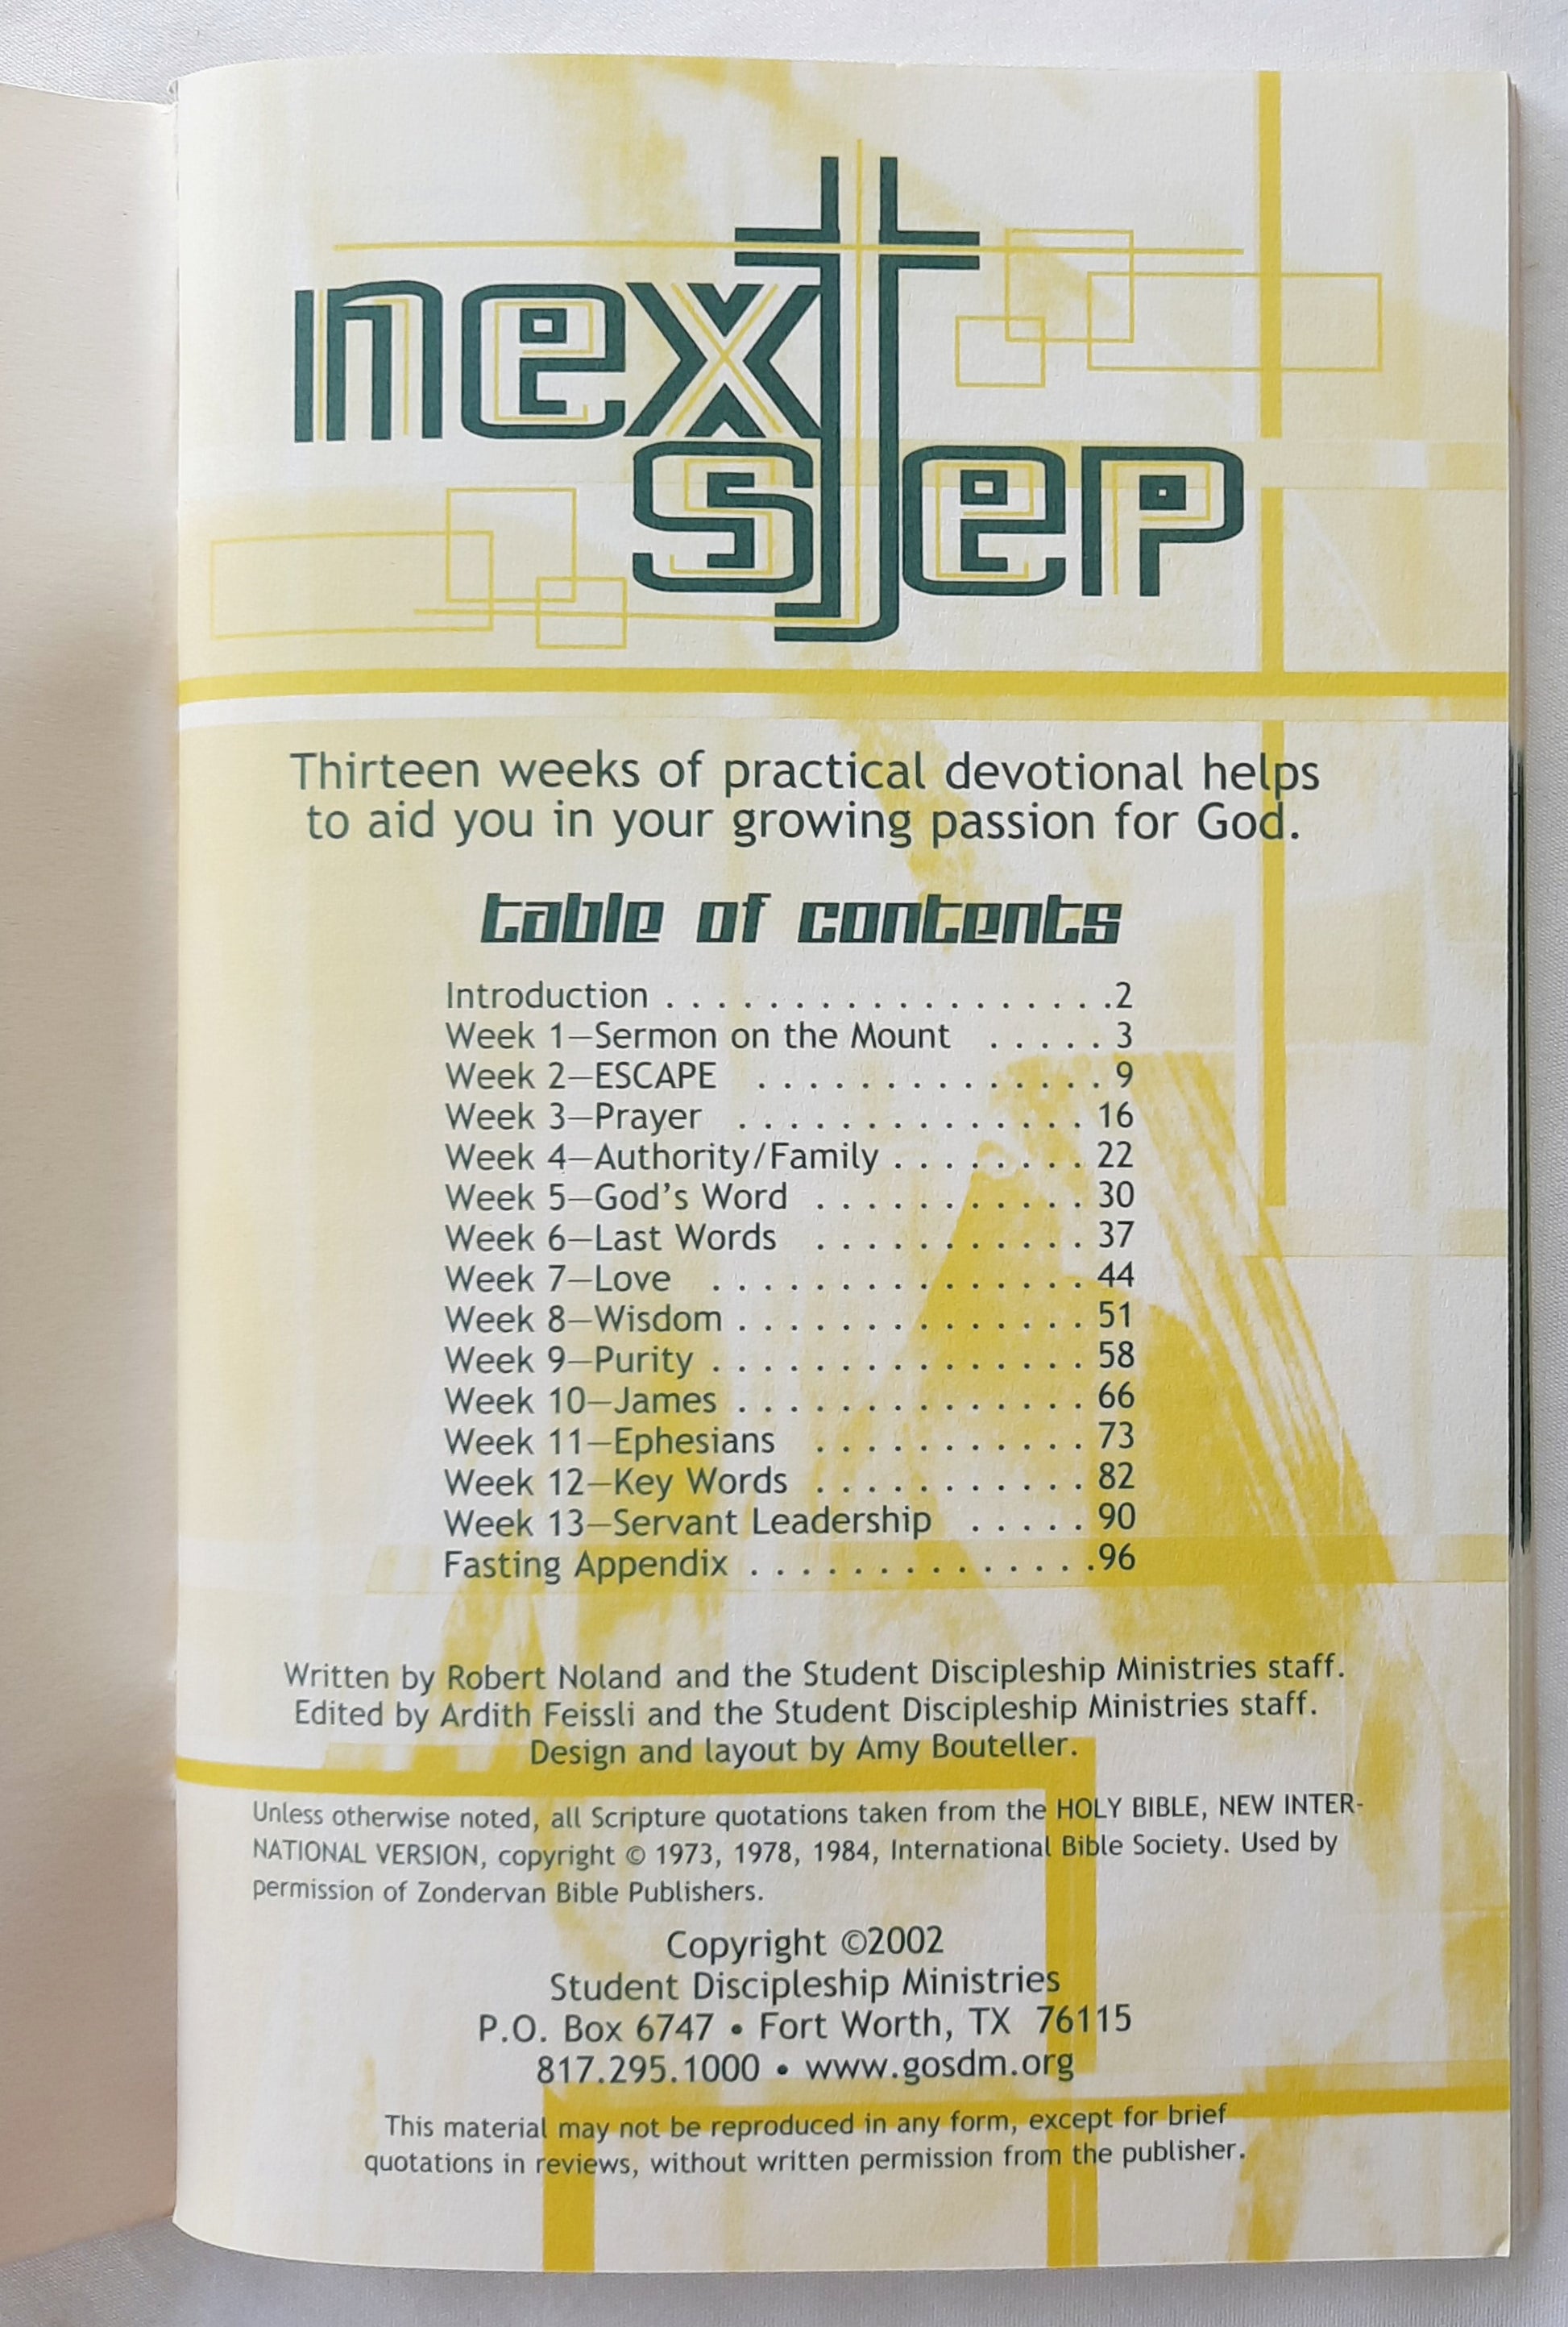 next
step
Thirteen weeks of practical devotional helps
to aid you in your growing passion for God.
table of contents
Introduction . . . . . . . . . . . . . . . . . .2
Week 1—Sermon on the Mount . . . . . 3
Week 2—ESCAPE . . . . . . . . . . . . . . 9
Week 3—Prayer . . . . . . . . . . . . . . 16
Week 4—Authority/Family . . . . . . . . 22
Week 5—God's Word . . . . . . . . . . . 30
Week 6—Last Words . . . . . . . . . . . 37
Week 7—Love . . . . . . . . . . . . . . . 44
Week 8—Wisdom . . . . . . . . . . . . . . 51
Week 9—Purity . . . . . . . . . . . . . . . 58
Week 10—James . . . . . . . . . . . . . . 66
Week 11—Ephesians . . . . . . . . . . . 73
Week 12—Key Words . . . . . . . . . . . 82
Week 13—Servant Leadership . . . . . 90
Fasting Appendix . . . . . . . . . . . . . .96
Written by Robert Noland and the Student Discipleship Ministries staff.
Edited by Ardith Feissli and the Student Discipleship Ministries staff.
Design and layout by Amy Bouteller.
Unless otherwise noted, all Scripture quotations taken from the HOLY BIBLE, NEW INTER-
NATIONAL VERSION, copyright © 1973, 1978, 1984, International Bible Society. Used by
permission of Zondervan Bible Publishers.
Copyright ©2002
Student Discipleship Ministries
P.O. Box 6747 • Fort Worth, TX 76115
817.295.1000 • www.gosdm.org
This material may not be reproduced in any form, except for brief
quotations in reviews, without written permission from the publisher.